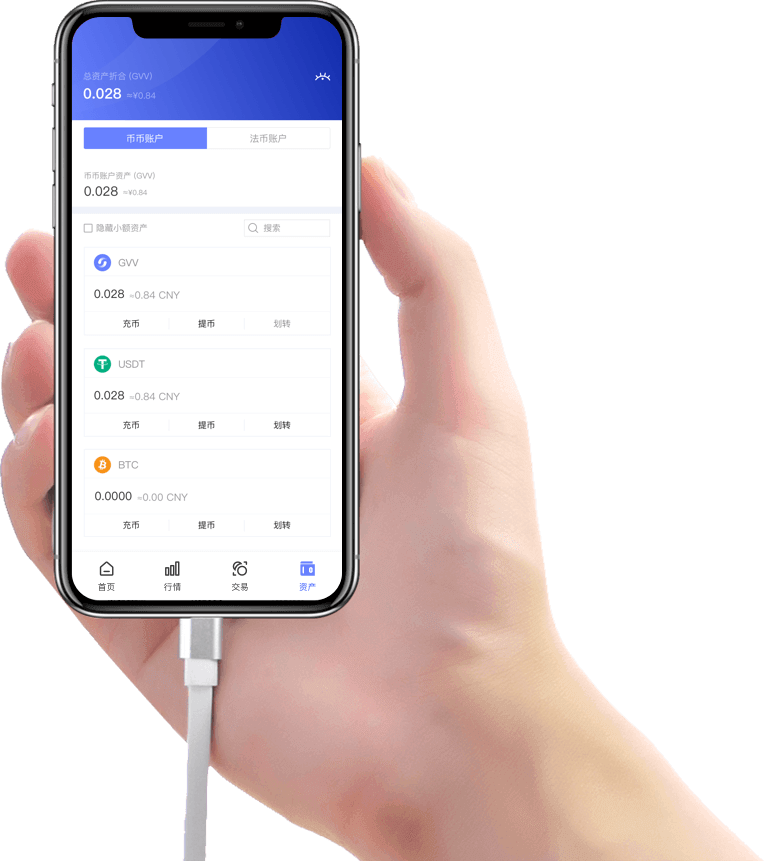 总资产折合 (GVV)
0.028 ≈¥0.84
币币账户 法币账户
币币账户资产 (GVV)
0.028 ≈¥0.84
隐藏小额资产 搜索
GVV
0.028 ≈0.84 CNY
充币 提币 划转
USDT
0.028 ≈0.84 CNY
充币 提币 划转
BTC
0.0000 ≈0.00 CNY
充币 提币 划转
首页 行情 交易 资产